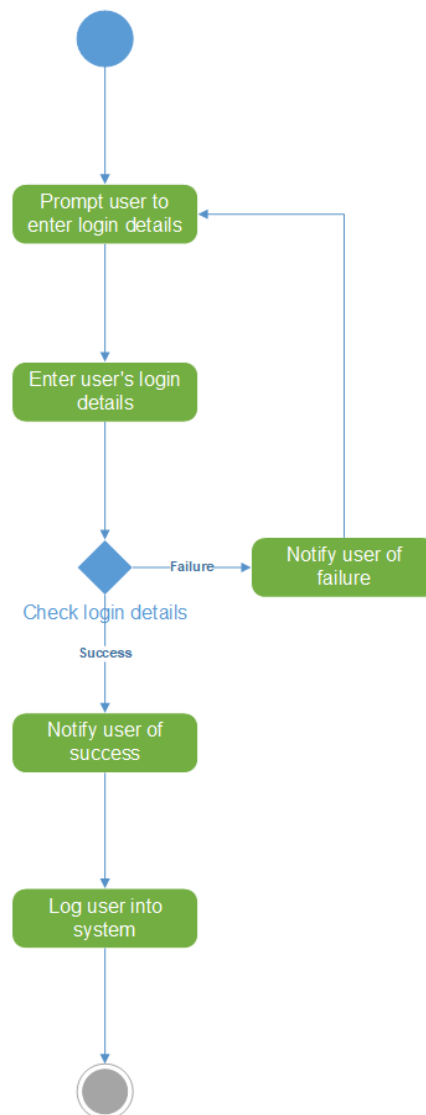 Prompt user to
enter login details
Enter user's login
details
Failure
Notify user of
failure
Check login details
Success
Notify user of
success
Log user into
system